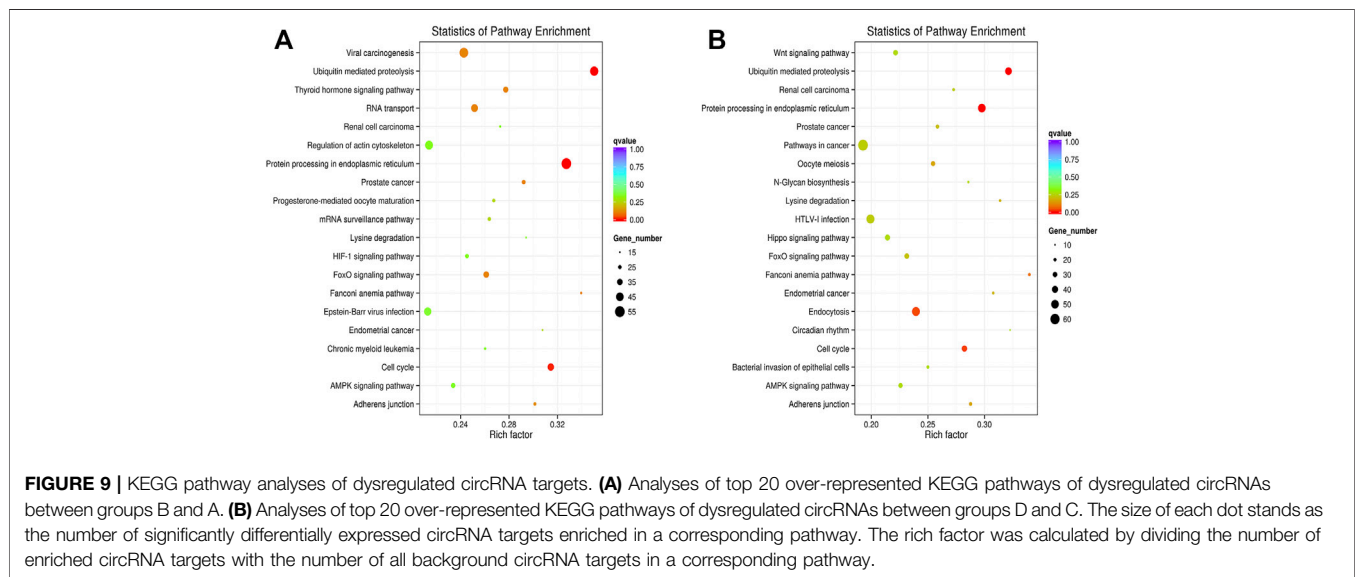 A
Statistics of Pathway Enrichment
Viral carcinogenesis
Ubiquitin mediated proteolysis
Thyroid hormone signaling pathway
RNA transport
Renal cell carcinoma
Regulation of actin cytoskeleton
Protein processing in endoplasmic reticulum
Prostate cancer
Progesterone-mediated oocyte maturation
mRNA surveillance pathway
Lysine degradation
HIF-1 signaling pathway
FoxO signaling pathway
Fanconi anemia pathway
Epstein-Barr virus infection
Endometrial cancer
Chronic myeloid leukemia
Cell cycle
AMPK signaling pathway
Adherens junction
0.24 0.28 0.32
Rich factor
qvalue
1.00
0.75
0.50
0.25
0.00
Gene_number
15
25
35
45
55
B
Statistics of Pathway Enrichment
Wnt signaling pathway
Ubiquitin mediated proteolysis
Renal cell carcinoma
Protein processing in endoplasmic reticulum
Prostate cancer
Pathways in cancer
Oocyte meiosis
N-Glycan biosynthesis
Lysine degradation
HTLV-I infection
Hippo signaling pathway
FoxO signaling pathway
Fanconi anemia pathway
Endometrial cancer
Endocytosis
Circadian rhythm
Cell cycle
Bacterial invasion of epithelial cells
AMPK signaling pathway
Adherens junction
0.20 0.25 0.30
Rich factor
qvalue
1.00
0.75
0.50
0.25
0.00
Gene_number
10
20
30
40
50
60
FIGURE 9 | KEGG pathway analyses of dysregulated circRNA targets. (A) Analyses of top 20 over-represented KEGG pathways of dysregulated circRNAs
between groups B and A. (B) Analyses of top 20 over-represented KEGG pathways of dysregulated circRNAs between groups D and C. The size of each dot stands as
the number of significantly differentially expressed circRNA targets enriched in a corresponding pathway. The rich factor was calculated by dividing the number of
enriched circRNA targets with the number of all background circRNA targets in a corresponding pathway.